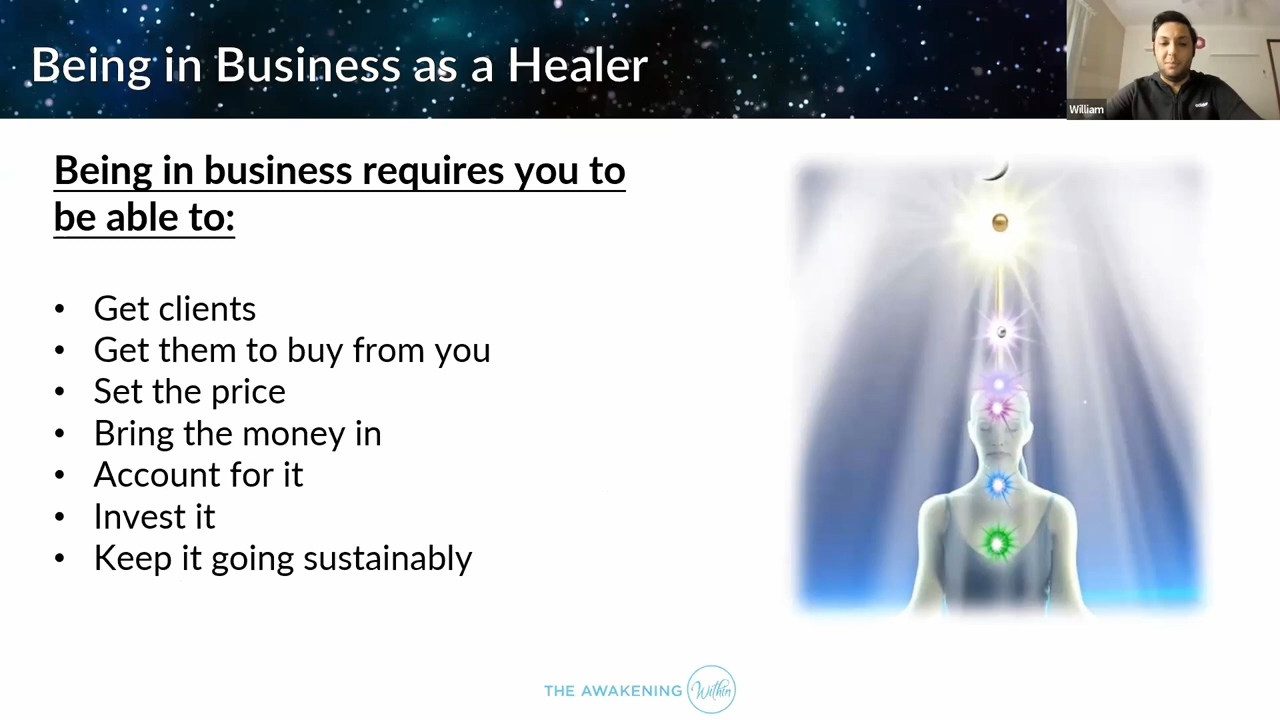 Being in Business as a Healer
William
Being in business requires you to
be able to:
• Get clients
• Get them to buy from you
• Set the price
• Bring the money in
• Account for it
• Invest it
• Keep it going sustainably
THE AWAKENING Within